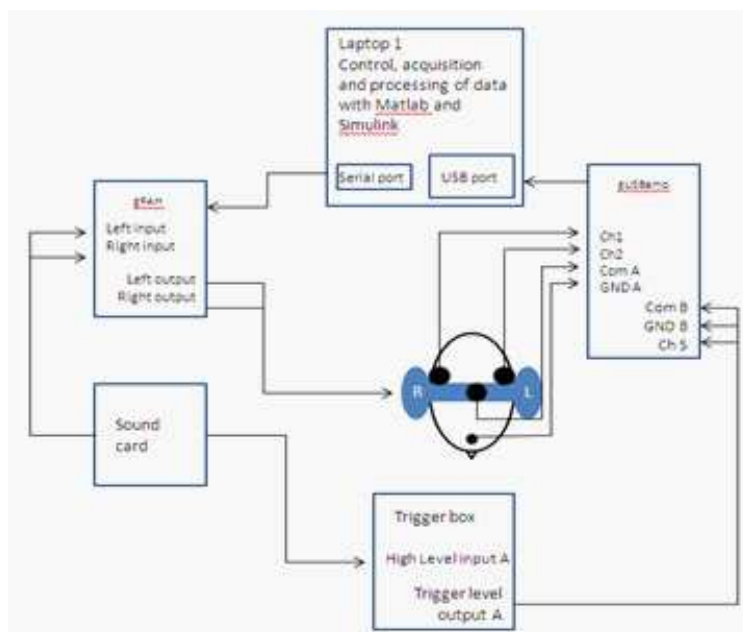 Laptop 1
Control, acquisition
and processing of data
with Matlab and
Simulink
Serial port
USB port
gPAH
Left input
Right input
Left output
Right output
gUSBamp
Ch1
Ch2
Com A
GND A
Com B
GND B
Ch 5
R
L
Sound
card
Trigger box
High Level input A
Trigger level
output A